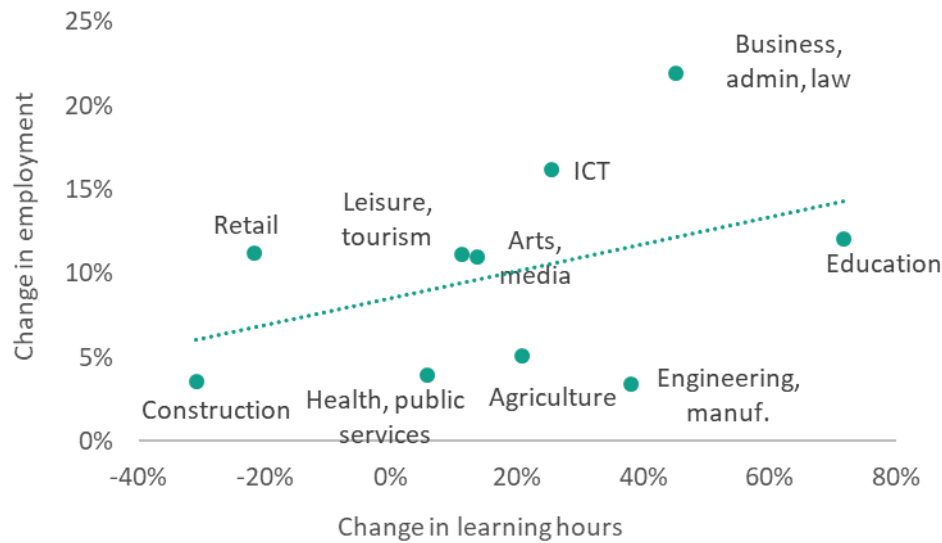 25%
20%
15%
10%
5%
0%
Change in employment
Business,
admin, law
ICT
Leisure,
tourism
Retail
Arts,
media
Education
Construction
Health, public
services
Agriculture
Engineering,
manuf.
-40%
-20%
0%
20%
40%
60%
80%
Change in learning hours